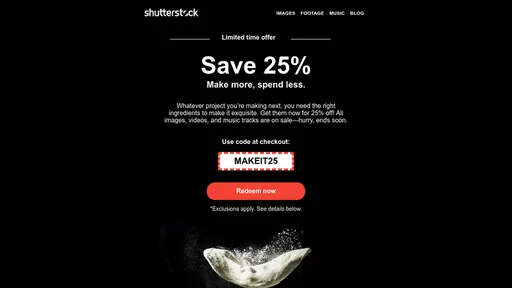 shutterstock
IMAGES FOOTAGE MUSIC BLOG
Limited time offer
Save 25%
Make more, spend less.
Whatever project you're making next, you need the right
ingredients to make it exquisite. Get them now for 25% off! All
images, videos, and music tracks are on sale—hurry, ends soon.
Use code at checkout:
MAKEIT25
Redeem now
*Exclusions apply. See details below.